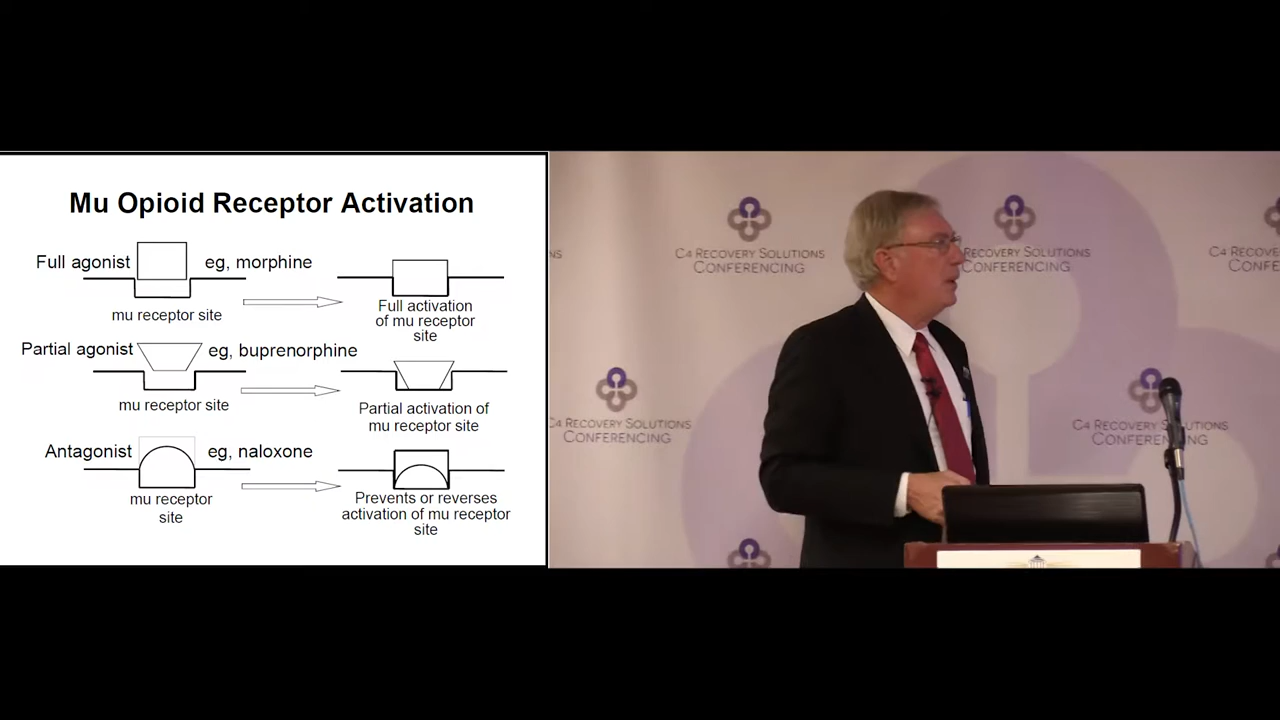 Mu Opioid Receptor Activation
Full agonist
eg, morphine
mu receptor site
Full activation
of mu receptor
site
Partial agonist
eg, buprenorphine
mu receptor site
Partial activation of
mu receptor site
Antagonist
eg, naloxone
mu receptor
site
Prevents or reverses
activation of mu receptor
site
NS
C4 RECOVERY SOLUTIONS
CONFERENCING
RECOVERY SOLUTIONS
CONFERENCING
C4 RECO
CONFE
C4 RECOVERY SOLUTIONS
CONFERENCING
C4 RECOVERY SOLUTIONS
CONFERENCING